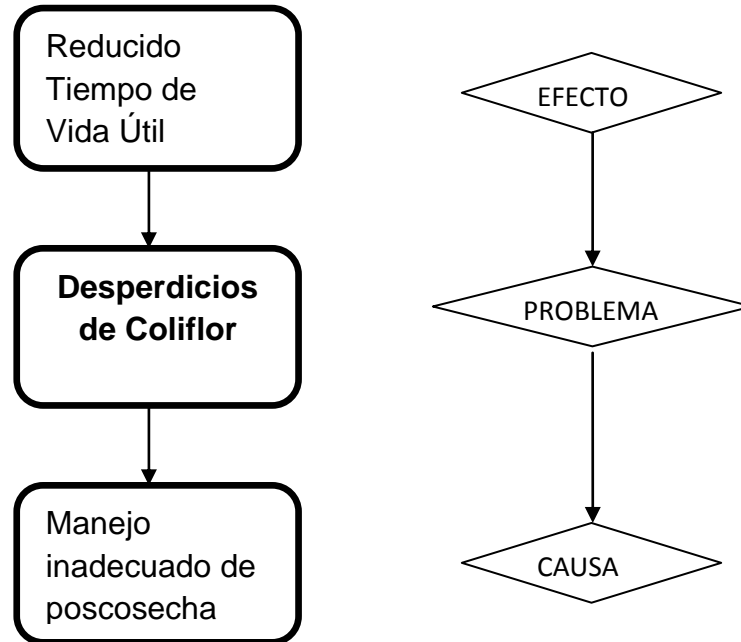 Reducido
Tiempo de
Vida Útil
EFECTO
Desperdicios
de Coliflor
PROBLEMA
Manejo
inadecuado de
poscosecha
CAUSA